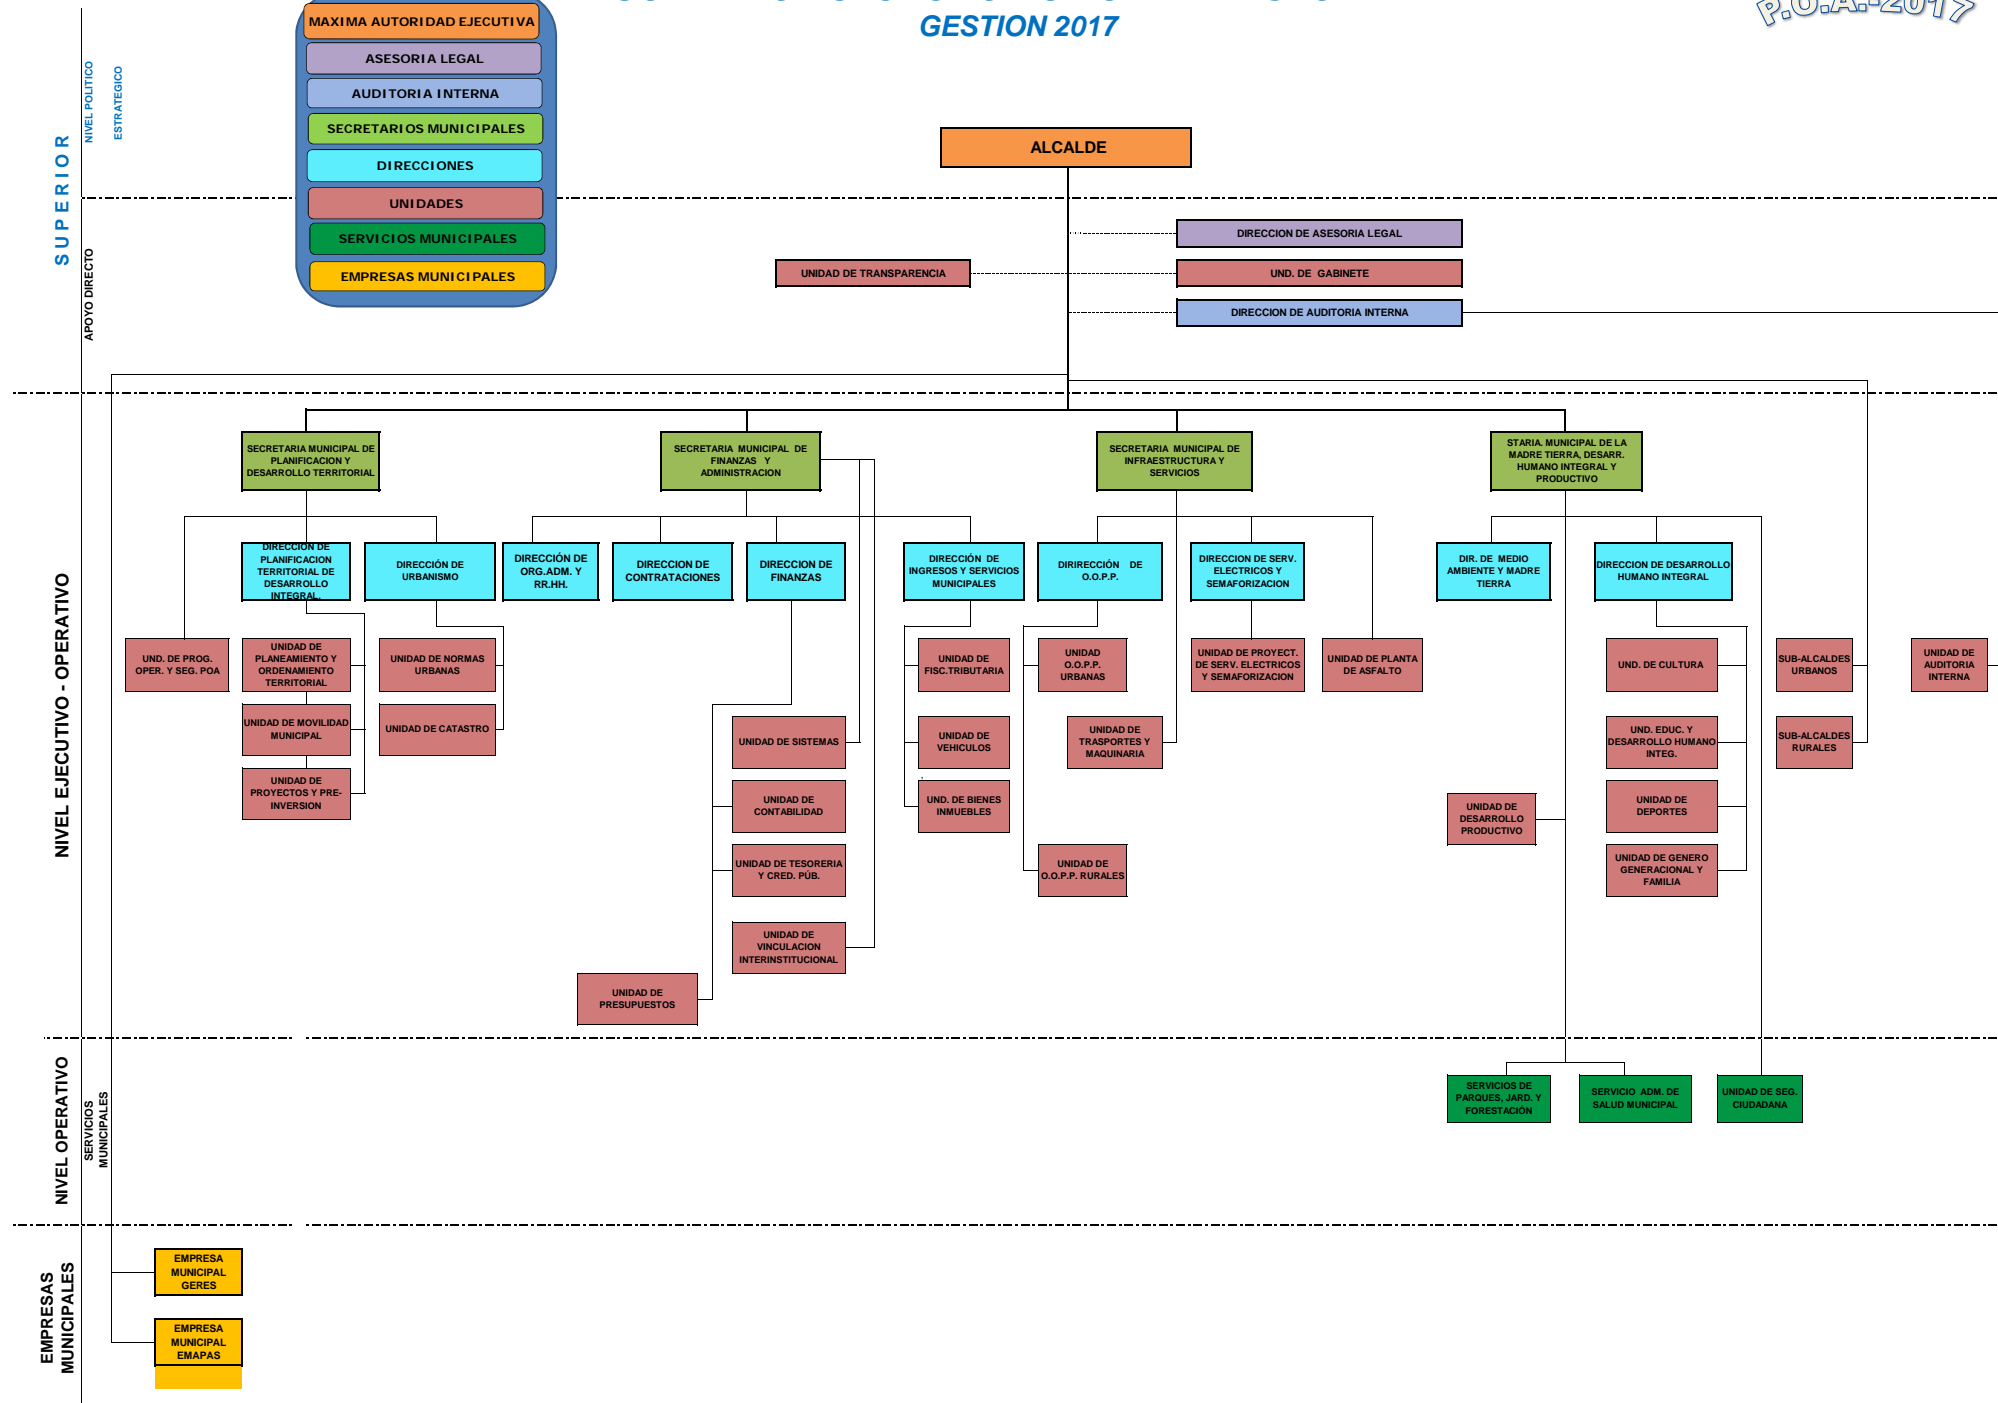 GESTION 2017
P.O.A.-2017
MAXIMA AUTORIDAD EJECUTIVA
ASESORIA LEGAL
AUDITORIA INTERNA
SECRETARIOS MUNICIPALES
DIRECCIONES
UNIDADES
SERVICIOS MUNICIPALES
EMPRESAS MUNICIPALES
SUPERIOR
NIVEL POLITICO
ESTRATEGICO
APOYO DIRECTO
ALCALDE
DIRECCION DE ASESORIA LEGAL
UNIDAD DE TRANSPARENCIA
UND. DE GABINETE
DIRECCION DE AUDITORIA INTERNA
NIVEL EJECUTIVO - OPERATIVO
SECRETARIA MUNICIPAL DE
PLANIFICACION Y
DESARROLLO TERRITORIAL
SECRETARIA MUNICIPAL DE
FINANZAS Y
ADMINISTRACION
SECRETARIA MUNICIPAL DE
INFRAESTRUCTURA Y
SERVICIOS
STARIA. MUNICIPAL DE LA
MADRE TIERRA, DESARR.
HUMANO INTEGRAL Y
PRODUCTIVO
DIRECCION DE
PLANIFICACION
TERRITORIAL DE
DESARROLLO
INTEGRAL.
DIRECCIÓN DE
URBANISMO
DIRECCIÓN DE
ORG.ADM. Y
RR.HH.
DIRECCION DE
CONTRATACIONES
DIRECCION DE
FINANZAS
DIRECCIÓN DE
INGRESOS Y SERVICIOS
MUNICIPALES
DIRIRECCIÓN DE
O.O.P.P.
DIRECCION DE SERV.
ELECTRICOS Y
SEMAFORIZACION
DIR. DE MEDIO
AMBIENTE Y MADRE
TIERRA
DIRECCION DE DESARROLLO
HUMANO INTEGRAL
UND. DE PROG.
OPER. Y SEG. POA
UNIDAD DE
PLANEAMIENTO Y
ORDENAMIENTO
TERRITORIAL
UNIDAD DE NORMAS
URBANAS
UNIDAD DE
FISC.TRIBUTARIA
UNIDAD
O.O.P.P.
URBANAS
UNIDAD DE PROYECT.
DE SERV. ELECTRICOS
Y SEMAFORIZACION
UNIDAD DE PLANTA
DE ASFALTO
UND. DE CULTURA
SUB-ALCALDES
URBANOS
UNIDAD DE
AUDITORIA
INTERNA
UNIDAD DE MOVILIDAD
MUNICIPAL
UNIDAD DE CATASTRO
UNIDAD DE SISTEMAS
UNIDAD DE
VEHICULOS
UNIDAD DE
TRASPORTES Y
MAQUINARIA
UND. EDUC. Y
DESARROLLO HUMANO
INTEG.
SUB-ALCALDES
RURALES
UNIDAD DE
PROYECTOS Y PRE-
INVERSION
UNIDAD DE
CONTABILIDAD
UND. DE BIENES
INMUEBLES
UNIDAD DE
DESARROLLO
PRODUCTIVO
UNIDAD DE
DEPORTES
UNIDAD DE TESORERIA
Y CRED. PÚB.
UNIDAD DE
O.O.P.P. RURALES
UNIDAD DE GENERO
GENERACIONAL Y
FAMILIA
UNIDAD DE
VINCULACION
INTERINSTITUCIONAL
UNIDAD DE
PRESUPUESTOS
NIVEL OPERATIVO
SERVICIOS
MUNICIPALES
SERVICIOS DE
PARQUES, JARD. Y
FORESTACIÓN
SERVICIO ADM. DE
SALUD MUNICIPAL
UNIDAD DE SEG.
CIUDADANA
EMPRESAS
MUNICIPALES
EMPRESA
MUNICIPAL
GERES
EMPRESA
MUNICIPAL
EMAPAS